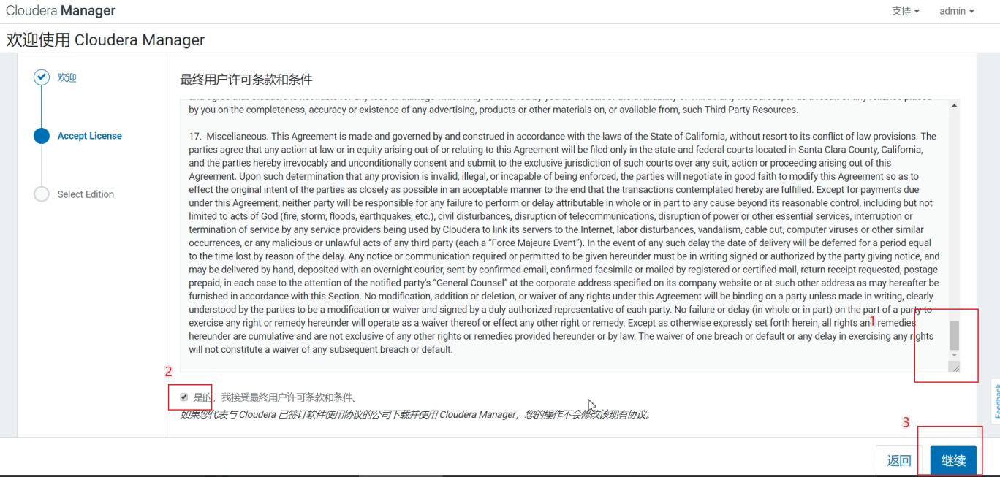 Cloudera Manager
支持 admin
欢迎使用 Cloudera Manager
欢迎
Accept License
Select Edition
最终用户许可条款和条件
by you on the completeness, accuracy or existence of any advertising, products or other materials on, or available from, such Third Party Resources.
17. Miscellaneous. This Agreement is made and governed by and construed in accordance with the laws of the State of California, without resort to its conflict of law provisions. The
parties agree that any action at law or in equity arising out of or relating to this Agreement will be filed only in the state and federal courts located in Santa Clara County, California,
and the parties hereby irrevocably and unconditionally consent and submit to the exclusive jurisdiction of such courts over any suit, action or proceeding arising out of this
Agreement. Upon such determination that any provision is invalid, illegal, or incapable of being enforced, the parties will negotiate in good faith to modify this Agreement so as to
effect the original intent of the parties as closely as possible in an acceptable manner to the end that the transactions contemplated hereby are fulfilled. Except for payments due
under this Agreement, neither party will be responsible for any failure to perform or delay attributable in whole or in part to any cause beyond its reasonable control, including but not
limited to acts of God (fire, storm, floods, earthquakes, etc.), civil disturbances, disruption of telecommunications, disruption of power or other essential services, interruption or
termination of service by any service providers being used by Cloudera to link its servers to the Internet, labor disturbances, vandalism, cable cut, computer viruses or other similar
occurrences, or any malicious or unlawful acts of any third party (each a “Force Majeure Event”). In the event of any such delay the date of delivery will be deferred for a period equal
to the time lost by reason of the delay. Any notice or communication required or permitted to be given hereunder must be in writing signed or authorized by the party giving notice, and
may be delivered by hand, deposited with an overnight courier, sent by confirmed email, confirmed facsimile or mailed by registered or certified mail, return receipt requested, postage
prepaid, in each case to the attention of the notified party's “General Counsel” at the corporate address specified on its company website or at such other address as may hereafter be
furnished in accordance with this Section. No modification, addition or deletion, or waiver of any rights under this Agreement will be binding on a party unless made in writing, clearly
understood by the parties to be a modification or waiver and signed by a duly authorized representative of each party. No failure or delay (in whole or in part) on the part of a party to
exercise any right or remedy hereunder will operate as a waiver thereof or effect any other right or remedy. Except as otherwise expressly set forth herein, all rights and remedies
hereunder are cumulative and are not exclusive of any other rights or remedies provided hereunder or by law. The waiver of one breach or default or any delay in exercising any rights
will not constitute a waiver of any subsequent breach or default.
1
2
是的，我接受最终用户许可条款和条件。
如果您代表与 Cloudera 已签订软件使用协议的公司下载并使用 Cloudera Manager，您的操作不会修改该现有协议。
Feedback
3
返回 继续